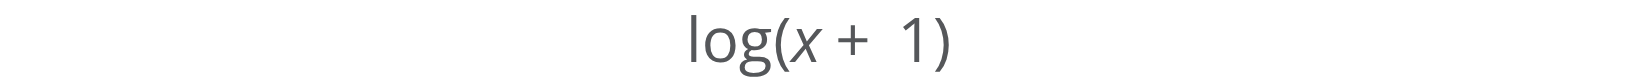 log(x + 1)